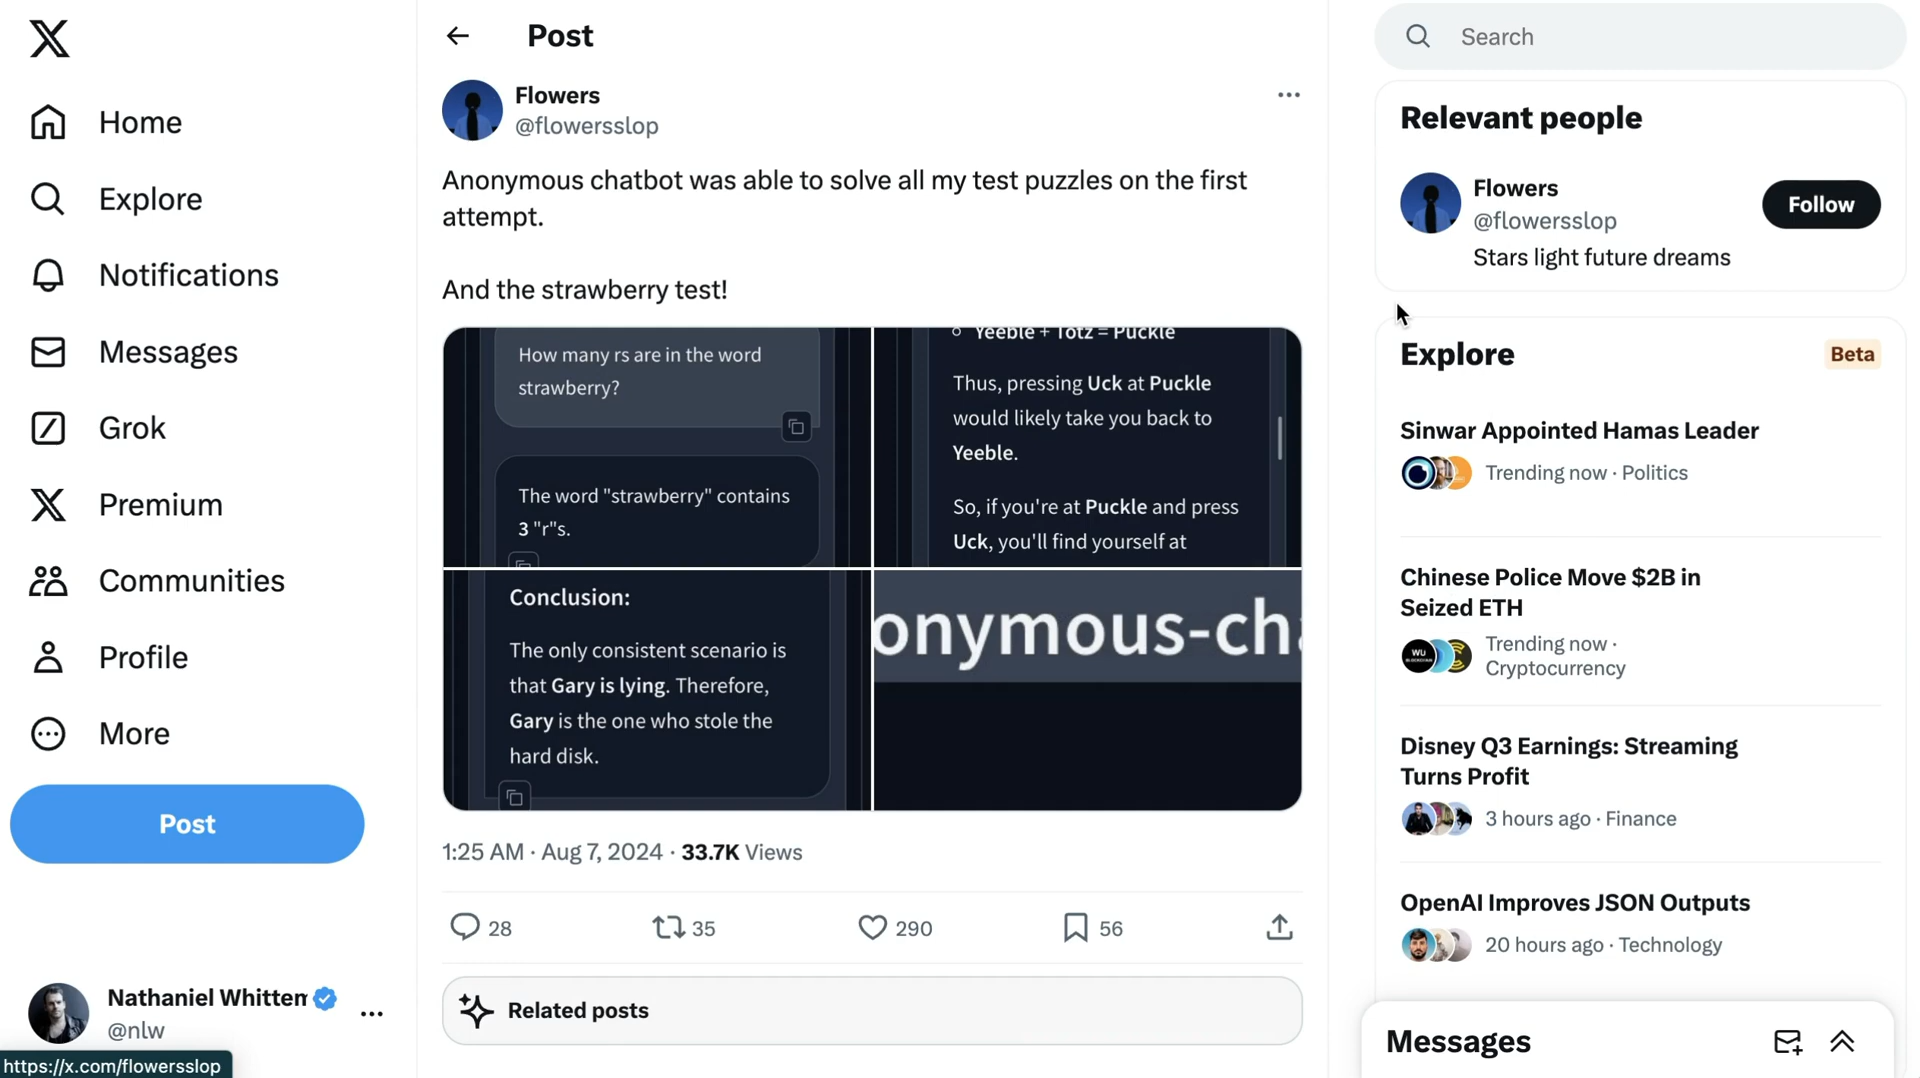 Home
Explore
Notifications
Messages
Grok
Premium
Communities
Profile
More
Post
Nathaniel Whittem
@nlw
https://x.com/flowersslop
Post
Flowers
@flowersslop
Anonymous chatbot was able to solve all my test puzzles on the first
attempt.
And the strawberry test!
How many rs are in the word
strawberry?
The word "strawberry" contains
3 "r"s.
Yeeble + Totz = Puckle
Thus, pressing Uck at Puckle
would likely take you back to
Yeeble.
So, if you're at Puckle and press
Uck, you'll find yourself at
Conclusion:
The only consistent scenario is
that Gary is lying. Therefore,
Gary is the one who stole the
hard disk.
onymous-cha
1:25 AM · Aug 7, 2024 · 33.7K Views
28 35 290 56
Related posts
Search
Relevant people
Flowers
@flowersslop
Follow
Stars light future dreams
Explore
Beta
Sinwar Appointed Hamas Leader
Trending now · Politics
Chinese Police Move $2B in
Seized ETH
WU
BLOCKCHAIN
Trending now ·
Cryptocurrency
Disney Q3 Earnings: Streaming
Turns Profit
3 hours ago · Finance
OpenAI Improves JSON Outputs
20 hours ago · Technology
Messages